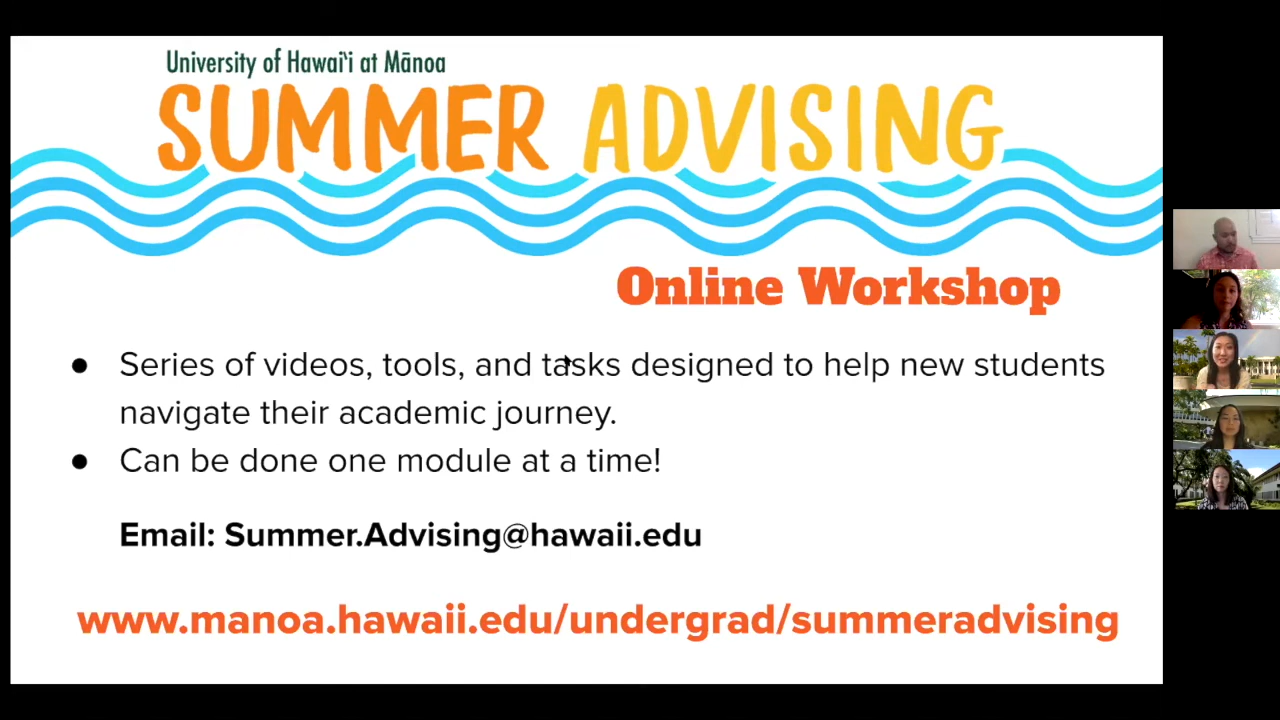 University of Hawaiʻi at Mānoa
SUMMER ADVISING
Online Workshop
● Series of videos, tools, and tasks designed to help new students
navigate their academic journey.
● Can be done one module at a time!
Email: Summer.Advising@hawaii.edu
www.manoa.hawaii.edu/undergrad/summeradvising